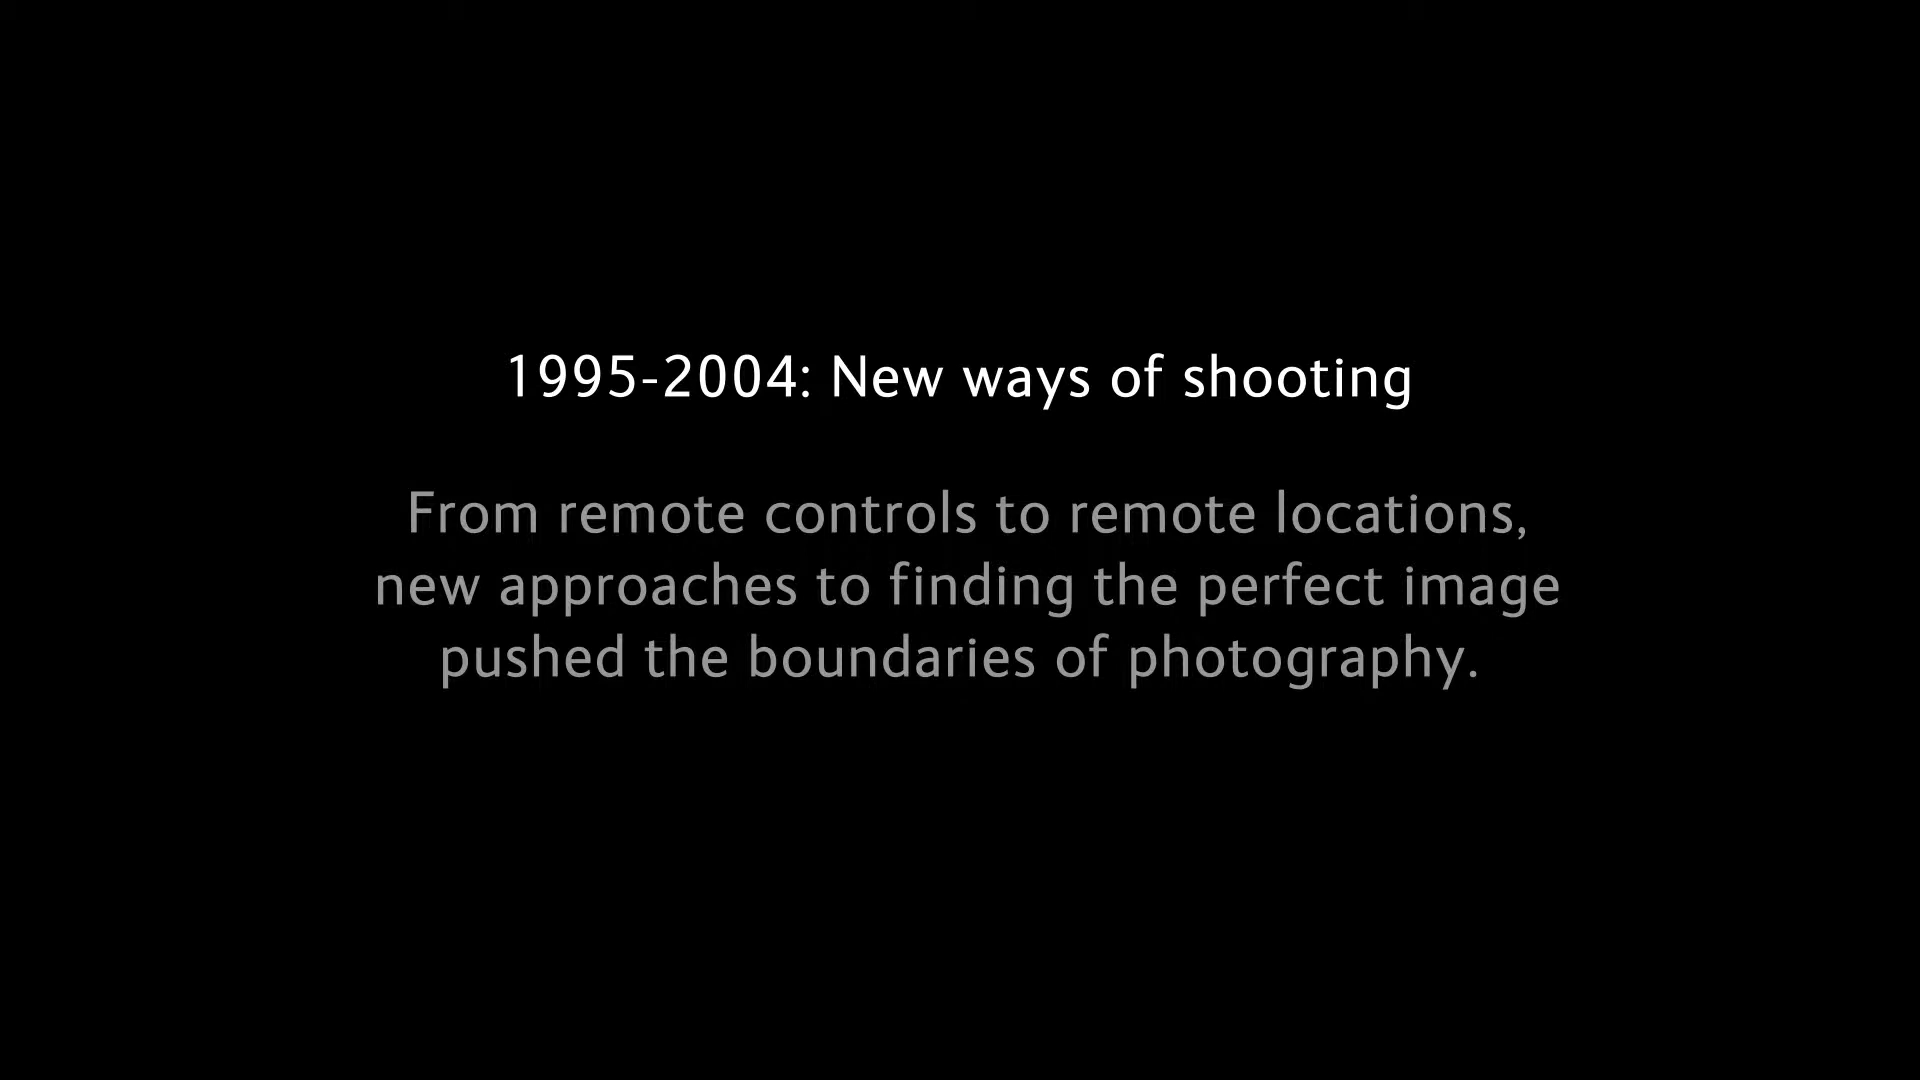 1995-2004: New ways of shooting
From remote controls to remote locations,
new approaches to finding the perfect image
pushed the boundaries of photography.